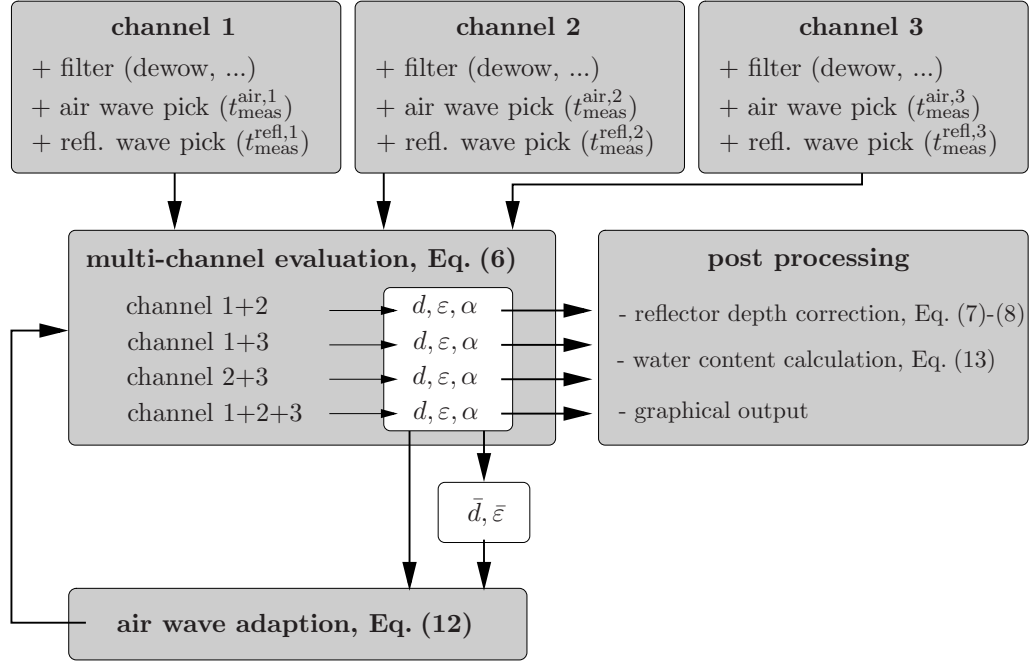 channel 1
+ filter (dewow, ...)
+ air wave pick (t_meas^air,1)
+ refl. wave pick (t_meas^refl,1)
channel 2
+ filter (dewow, ...)
+ air wave pick (t_meas^air,2)
+ refl. wave pick (t_meas^refl,2)
channel 3
+ filter (dewow, ...)
+ air wave pick (t_meas^air,3)
+ refl. wave pick (t_meas^refl,3)
multi-channel evaluation, Eq. (6)
channel 1+2 d, ε, α
channel 1+3 d, ε, α
channel 2+3 d, ε, α
channel 1+2+3 d, ε, α
post processing
- reflector depth correction, Eq. (7)-(8)
- water content calculation, Eq. (13)
- graphical output
d̄, ε̄
air wave adaption, Eq. (12)